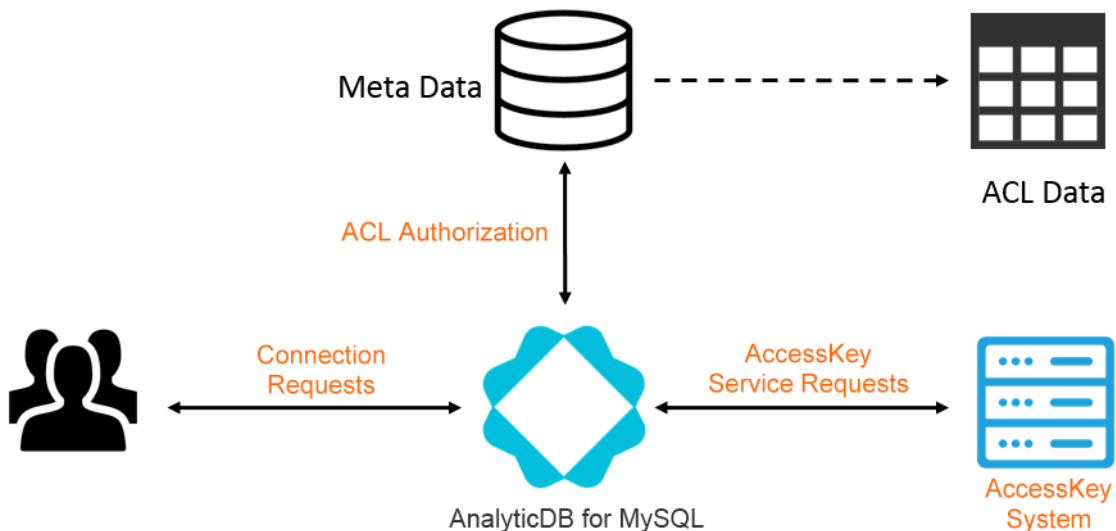 Meta Data
ACL Data
ACL Authorization
Connection
Requests
AccessKey
Service Requests
AnalyticDB for MySQL
AccessKey
System